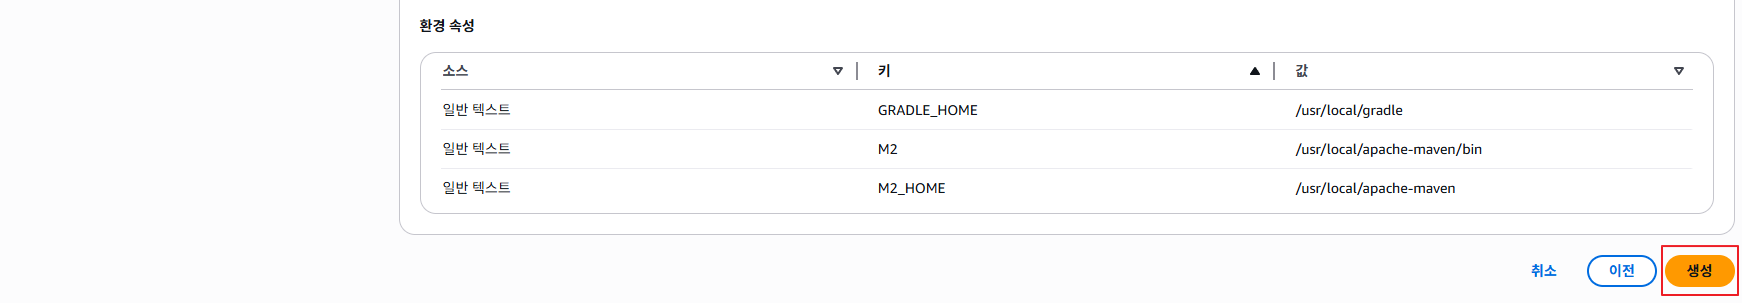 환경 속성
소스 키 값
일반 텍스트 GRADLE_HOME /usr/local/gradle
일반 텍스트 M2 /usr/local/apache-maven/bin
일반 텍스트 M2_HOME /usr/local/apache-maven
취소 이전 생성